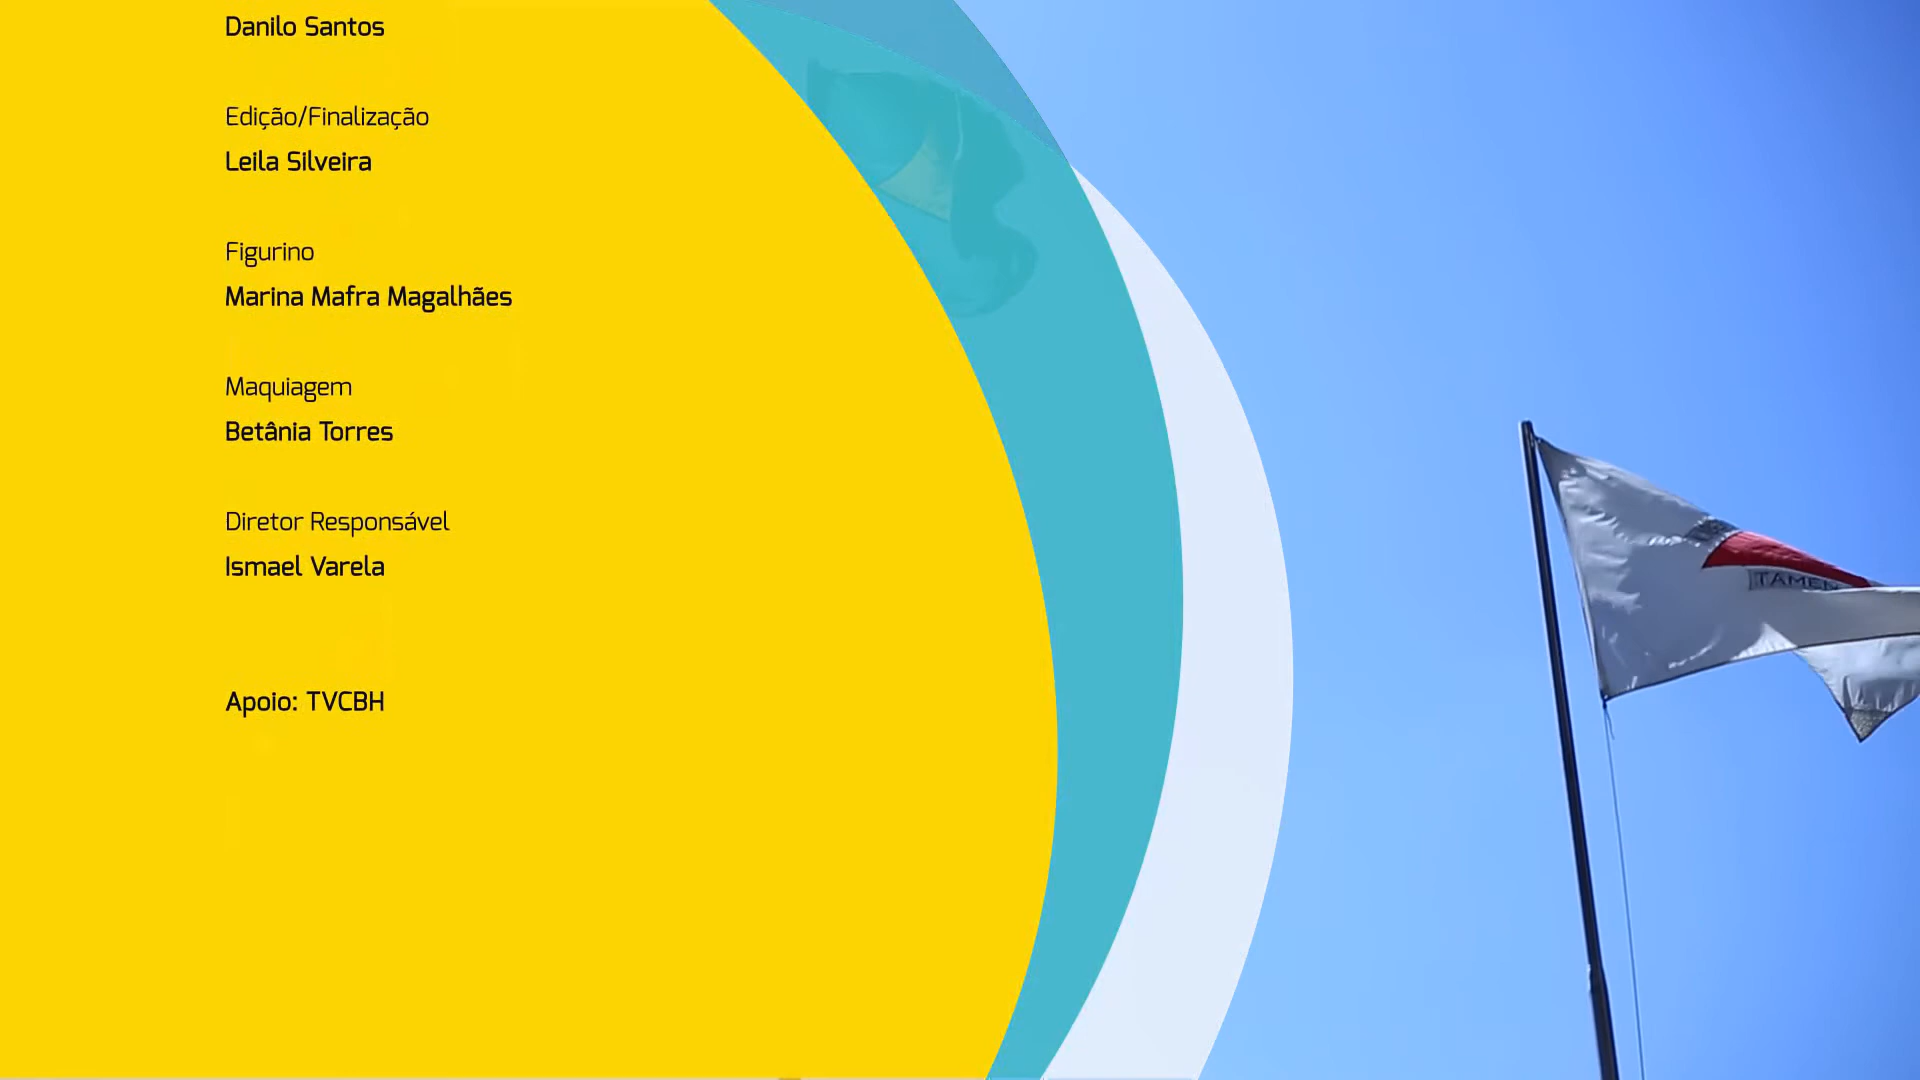 Danilo Santos
Edição/Finalização
Leila Silveira
Figurino
Marina Mafra Magalhães
Maquiagem
Betânia Torres
Diretor Responsável
Ismael Varela
Apoio: TVCBH
TAMEN